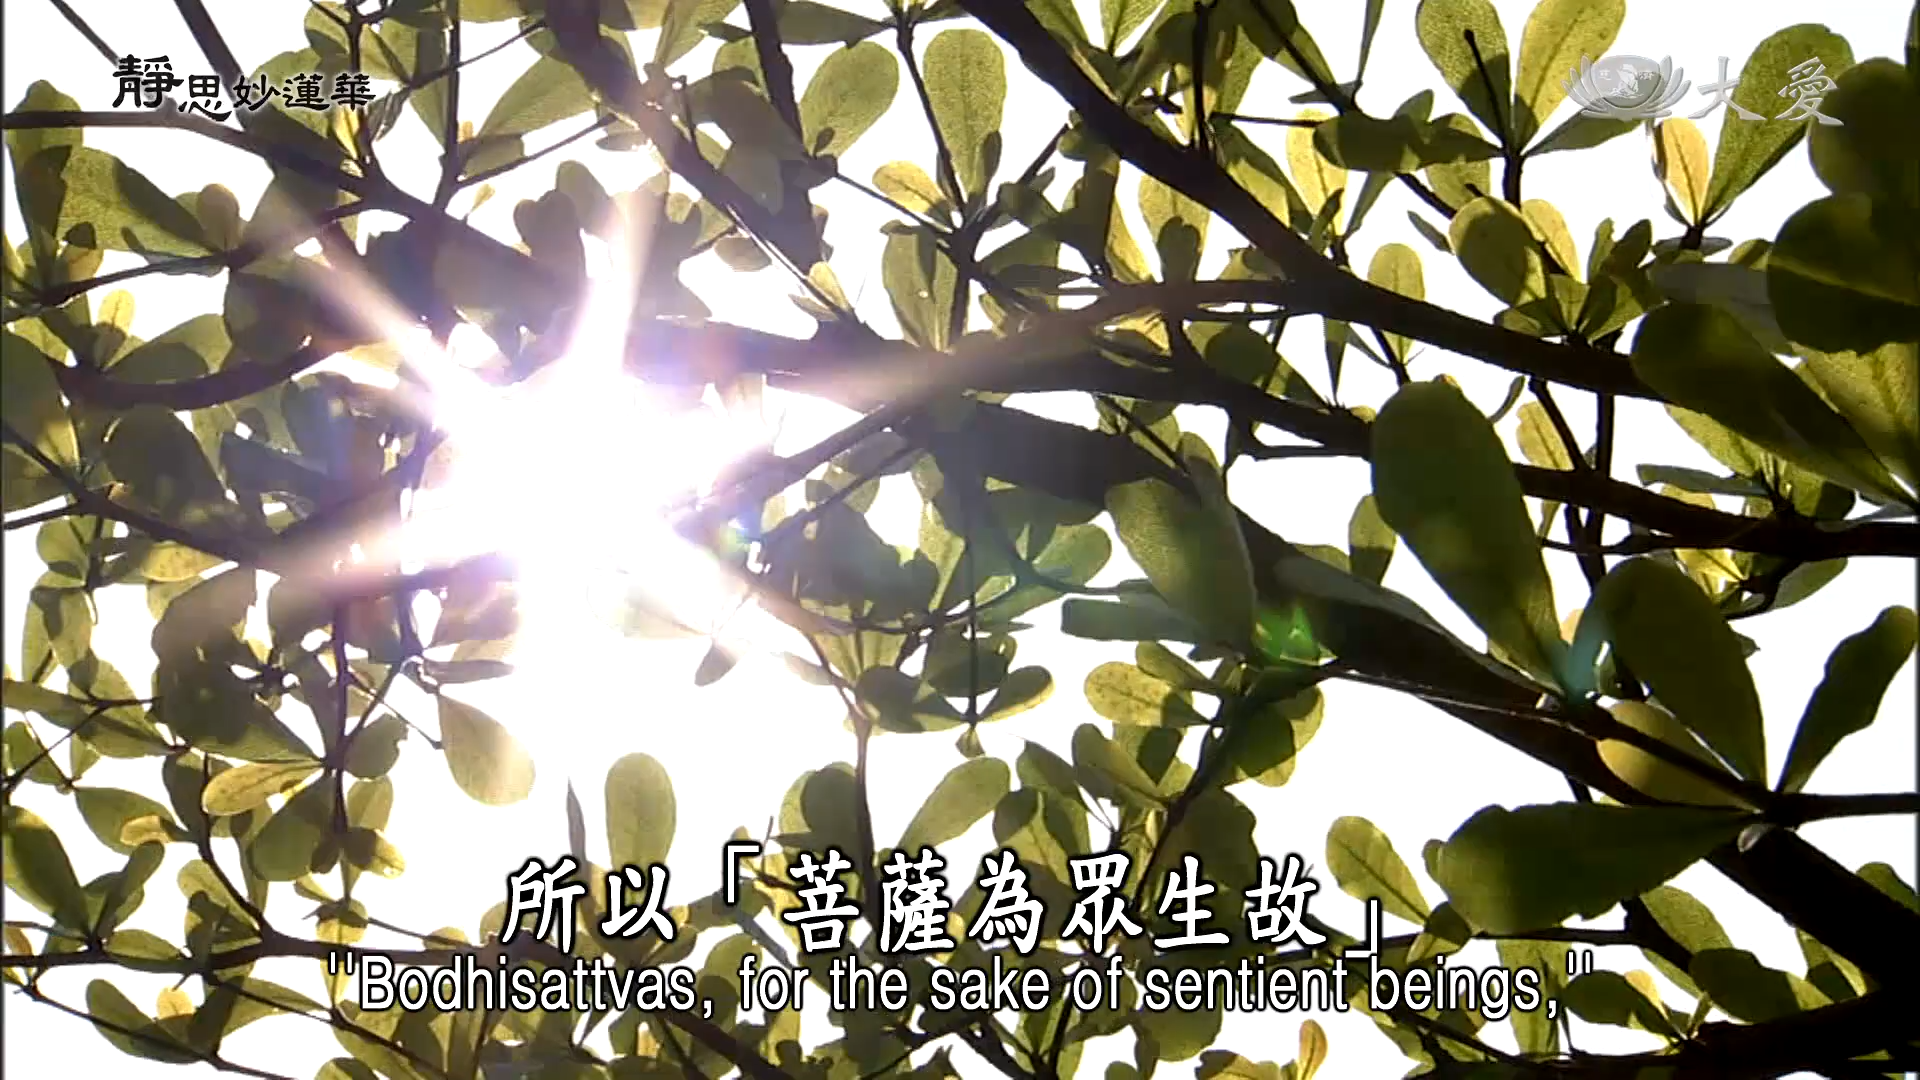 靜思妙蓮華
大愛
所以「菩薩為眾生故」
"Bodhisattvas, for the sake of sentient beings,"